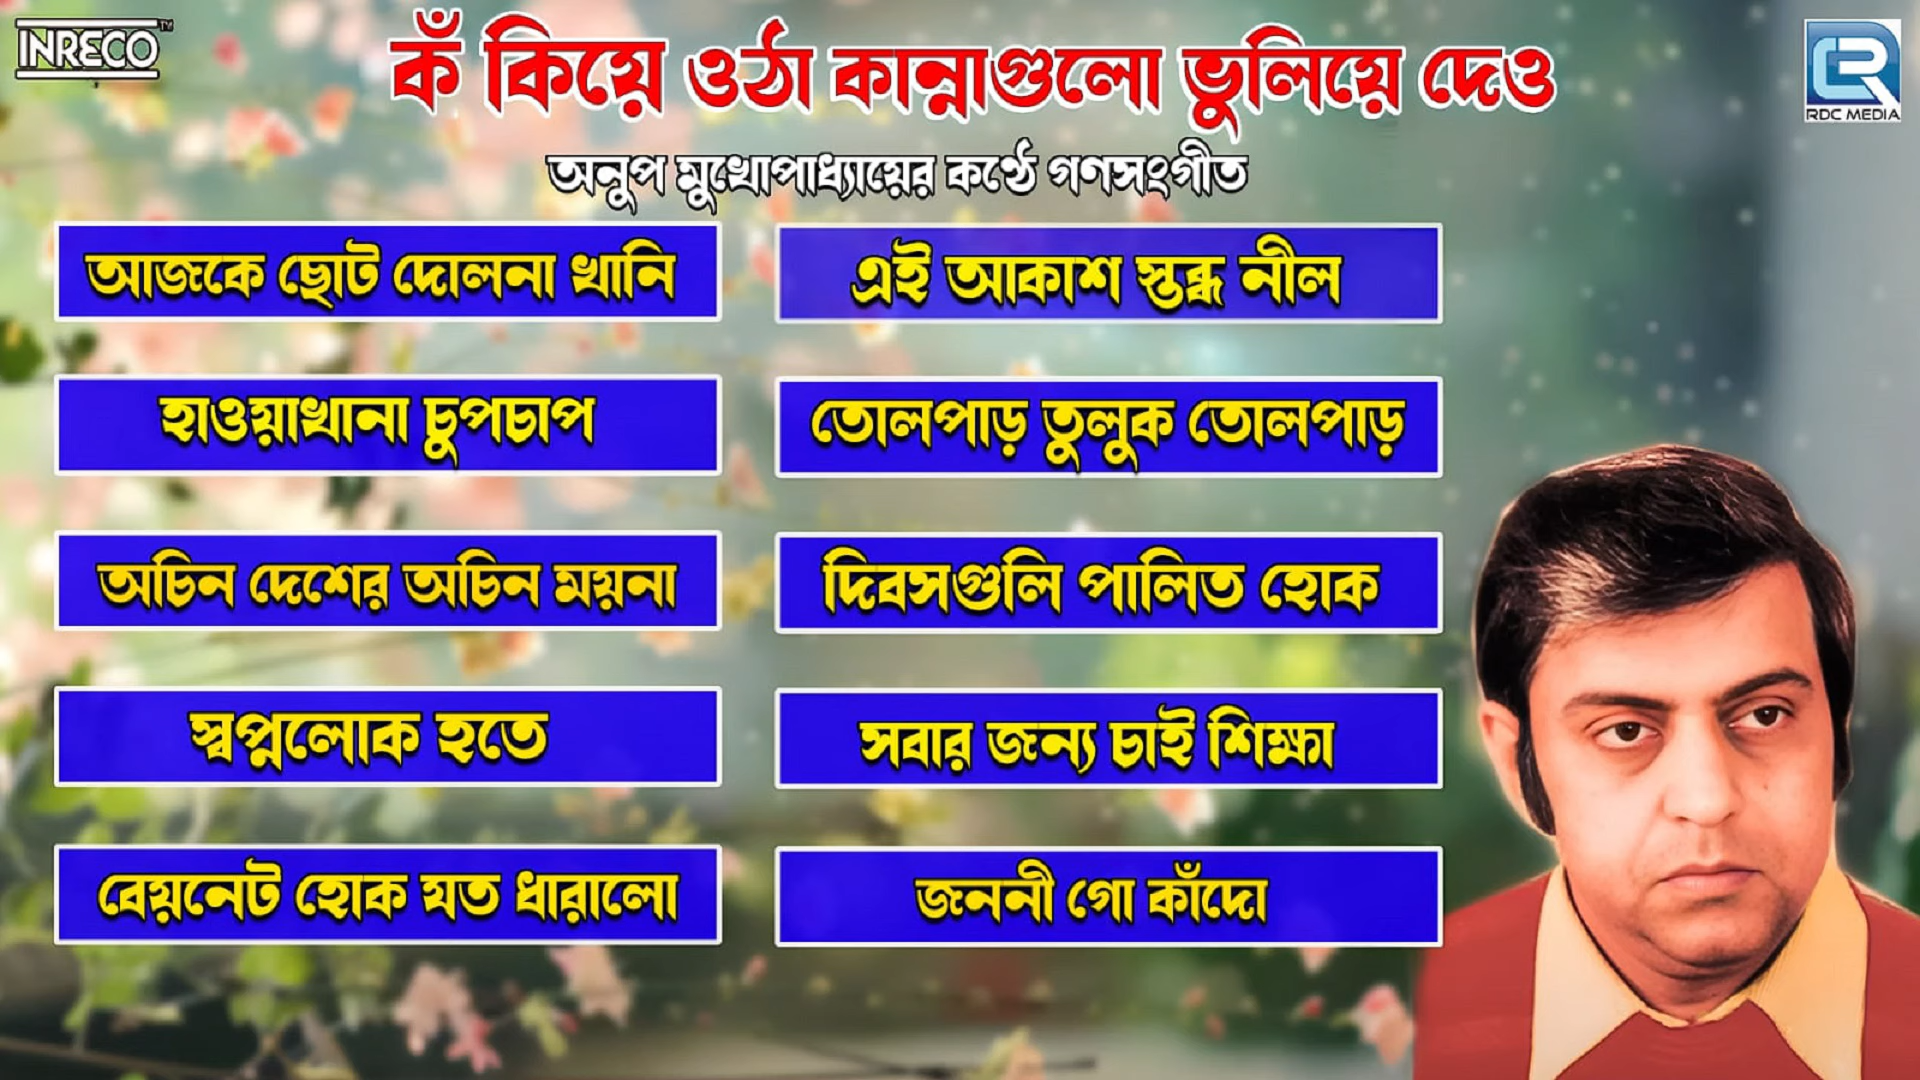 INRECO™
কঁ কিয়ে ওঠা কান্নাগুলো ভুলিয়ে দেও
RDC MEDIA
অনুপ মুখোপাধ্যায়ের কণ্ঠে গণসংগীত
আজকে ছোট দোলনা খানি
এই আকাশ স্তব্ধ নীল
হাওয়াখানা চুপচাপ
তোলপাড় তুলুক তোলপাড়
অচিন দেশের অচিন ময়না
দিবসগুলি পালিত হোক
স্বপ্নলোক হতে
সবার জন্য চাই শিক্ষা
বেয়নেট হোক যত ধারালো
জননী গো কাঁদো